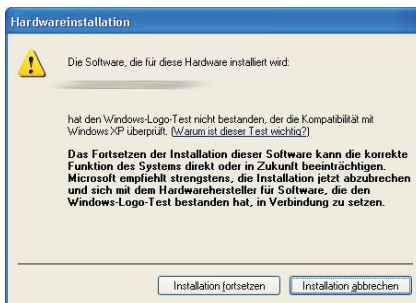 Hardwareinstallation
Die Software, die für diese Hardware installiert wird:
hat den Windows-Logo-Test nicht bestanden, der die Kompatibilität mit
Windows XP überprüft. (Warum ist dieser Test wichtig?)
Das Fortsetzen der Installation dieser Software kann die korrekte
Funktion des Systems direkt oder in Zukunft beeinträchtigen.
Microsoft empfiehlt strengstens, die Installation jetzt abzubrechen
und sich mit dem Hardwarehersteller für Software, die den
Windows-Logo-Test bestanden hat, in Verbindung zu setzen.
Installation fortsetzen
Installation abbrechen